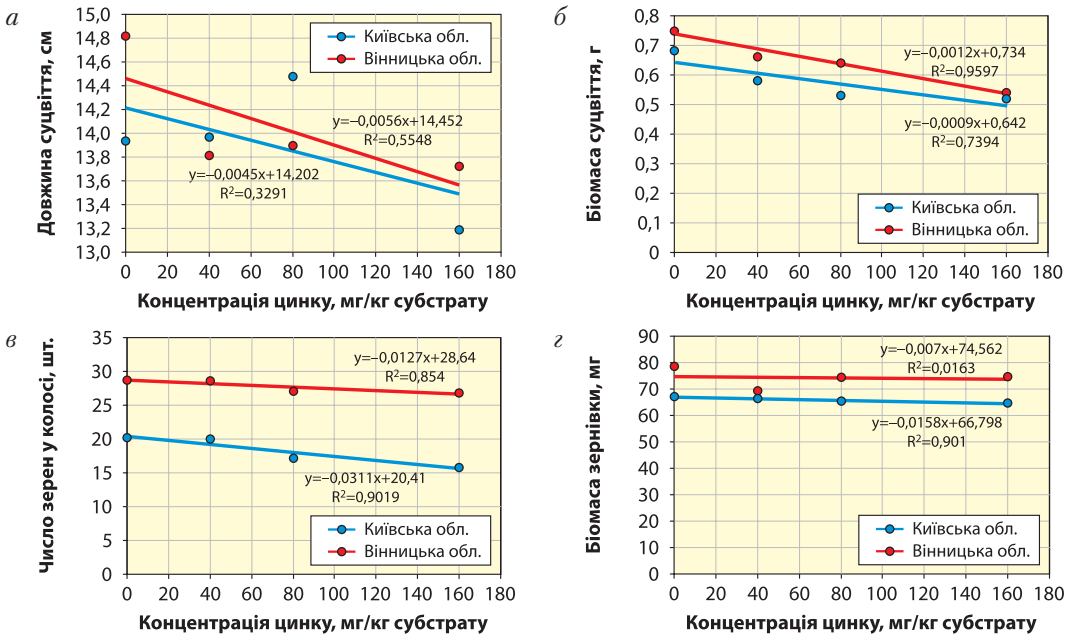 а
Довжина суцвіття, см
15,0
14,8
14,6
14,4
14,2
14,0
13,8
13,6
13,4
13,2
13,0
Київська обл.
Вінницька обл.
y=–0,0056x+14,452
R²=0,5548
y=–0,0045x+14,202
R²=0,3291
0 20 40 60 80 100 120 140 160 180
Концентрація цинку, мг/кг субстрату
б
Біомаса суцвіття, г
0,8
0,7
0,6
0,5
0,4
0,3
0,2
0,1
0
y=–0,0012x+0,734
R²=0,9597
y=–0,0009x+0,642
R²=0,7394
Київська обл.
Вінницька обл.
0 20 40 60 80 100 120 140 160 180
Концентрація цинку, мг/кг субстрату
в
Число зерен у колосі, шт.
35
30
25
20
15
10
5
0
y=–0,0127x+28,64
R²=0,854
y=–0,0311x+20,41
R²=0,9019
Київська обл.
Вінницька обл.
0 20 40 60 80 100 120 140 160 180
Концентрація цинку, мг/кг субстрату
г
Біомаса зернівки, мг
90
80
70
60
50
40
30
20
10
0
y=–0,007x+74,562
R²=0,0163
y=–0,0158x+66,798
R²=0,901
Київська обл.
Вінницька обл.
0 20 40 60 80 100 120 140 160 180
Концентрація цинку, мг/кг субстрату